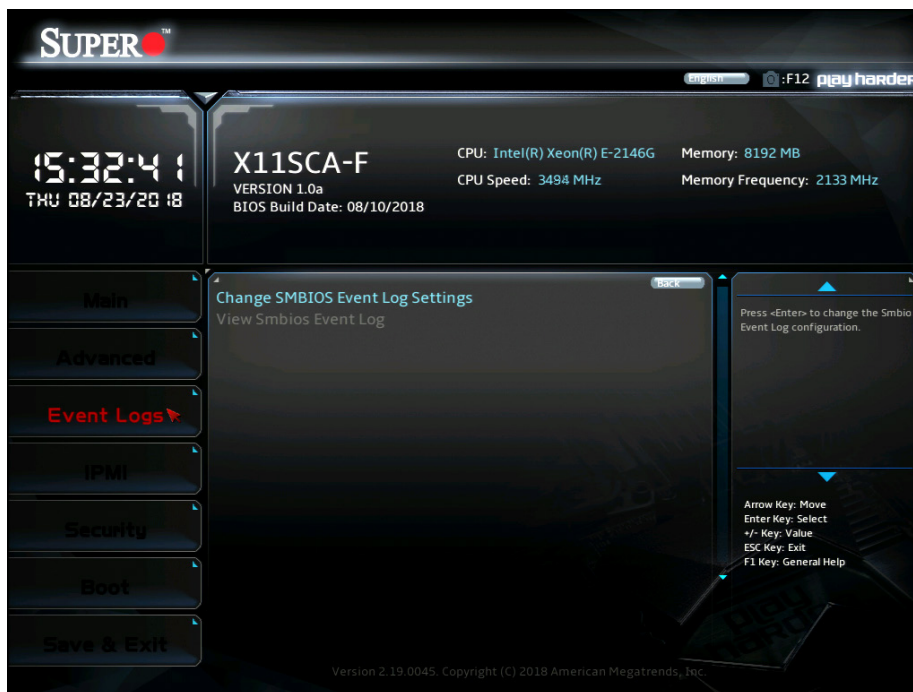 SUPER™
English :F12 play harder
15:32:41
THU 08/23/2018
X11SCA-F
VERSION 1.0a
BIOS Build Date: 08/10/2018
CPU: Intel(R) Xeon(R) E-2146G
CPU Speed: 3494 MHz
Memory: 8192 MB
Memory Frequency: 2133 MHz
Main
Advanced
Event Logs
IPMI
Security
Boot
Save & Exit
Back
Change SMBIOS Event Log Settings
View Smbios Event Log
Press <Enter> to change the Smbio
Event Log configuration.
Arrow Key: Move
Enter Key: Select
+/- Key: Value
ESC Key: Exit
F1 Key: General Help
play
harder
Version 2.19.0045. Copyright (C) 2018 American Megatrends, Inc.